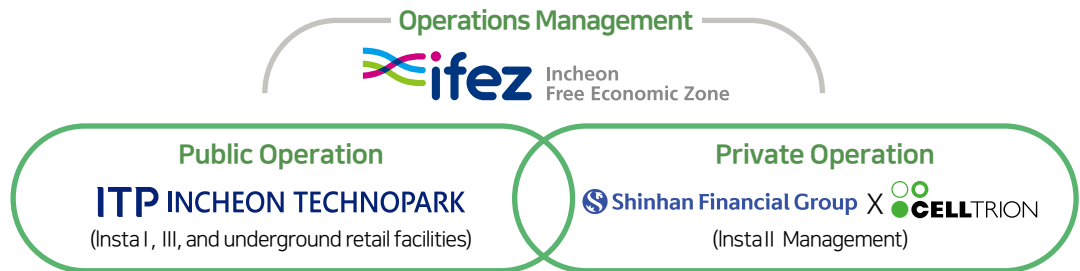 Operations Management
ifez Incheon
Free Economic Zone
Public Operation
ITP INCHEON TECHNOPARK
(Insta I, III, and underground retail facilities)
Private Operation
Shinhan Financial Group X CELLTRION
(Insta II Management)